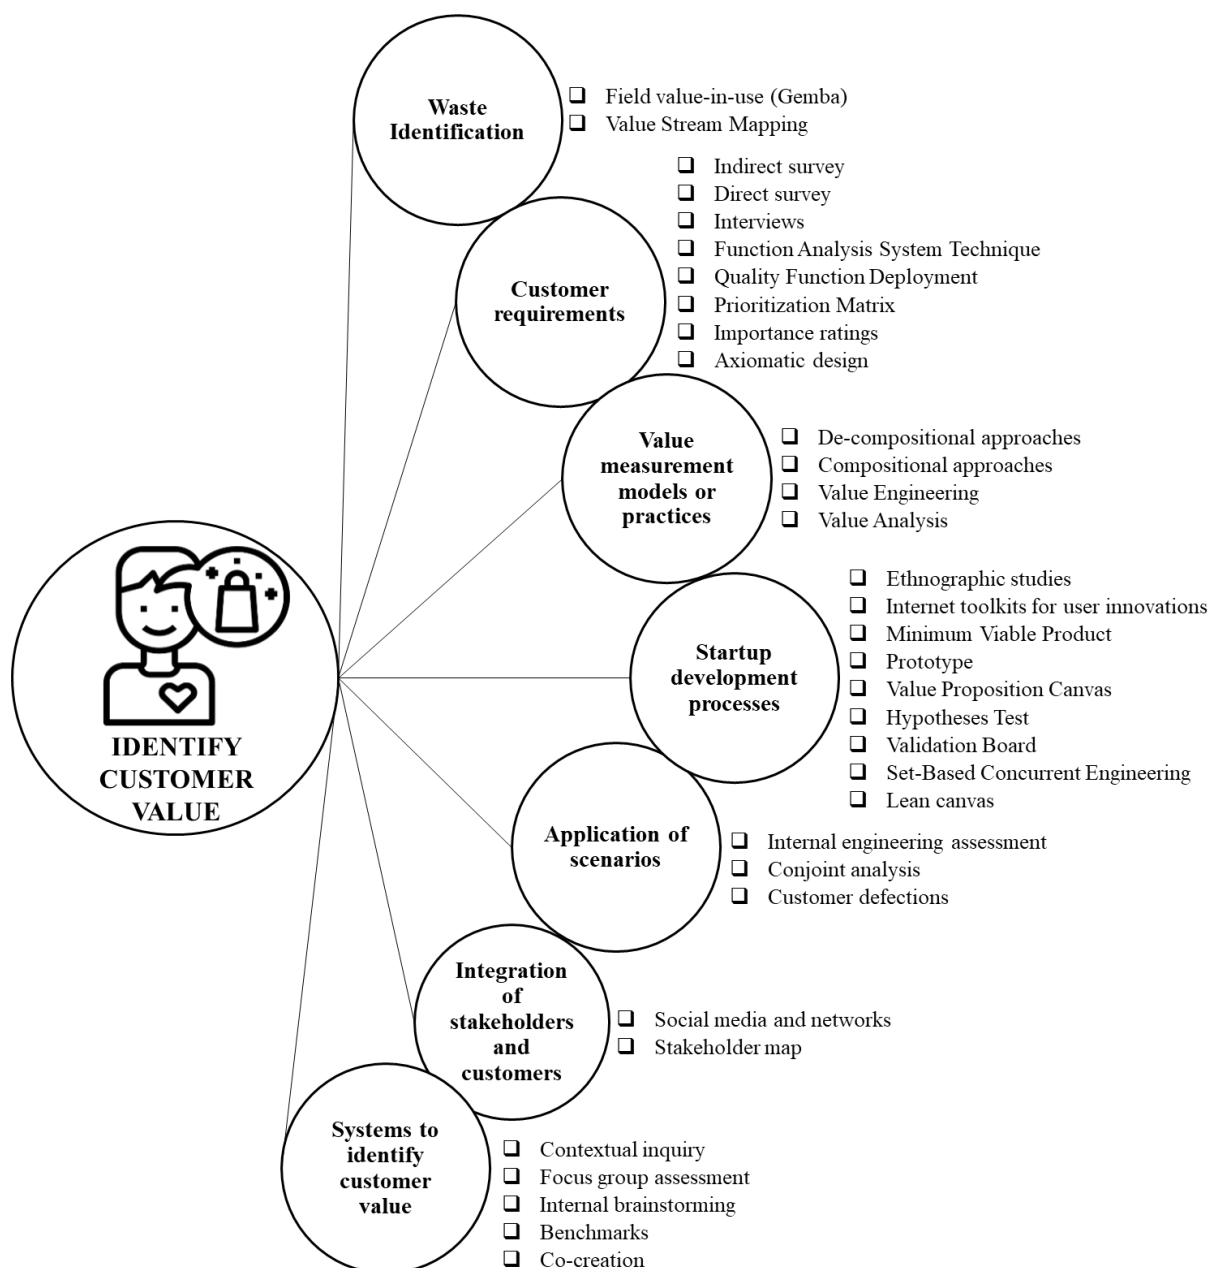 Waste
Identification
Field value-in-use (Gemba)
Value Stream Mapping
Customer
requirements
Indirect survey
Direct survey
Interviews
Function Analysis System Technique
Quality Function Deployment
Prioritization Matrix
Importance ratings
Axiomatic design
Value
measurement
models or
practices
De-compositional approaches
Compositional approaches
Value Engineering
Value Analysis
IDENTIFY
CUSTOMER
VALUE
Startup
development
processes
Ethnographic studies
Internet toolkits for user innovations
Minimum Viable Product
Prototype
Value Proposition Canvas
Hypotheses Test
Validation Board
Set-Based Concurrent Engineering
Lean canvas
Application of
scenarios
Internal engineering assessment
Conjoint analysis
Customer defections
Integration
of
stakeholders
and
customers
Social media and networks
Stakeholder map
Systems to
identify
customer
value
Contextual inquiry
Focus group assessment
Internal brainstorming
Benchmarks
Co-creation